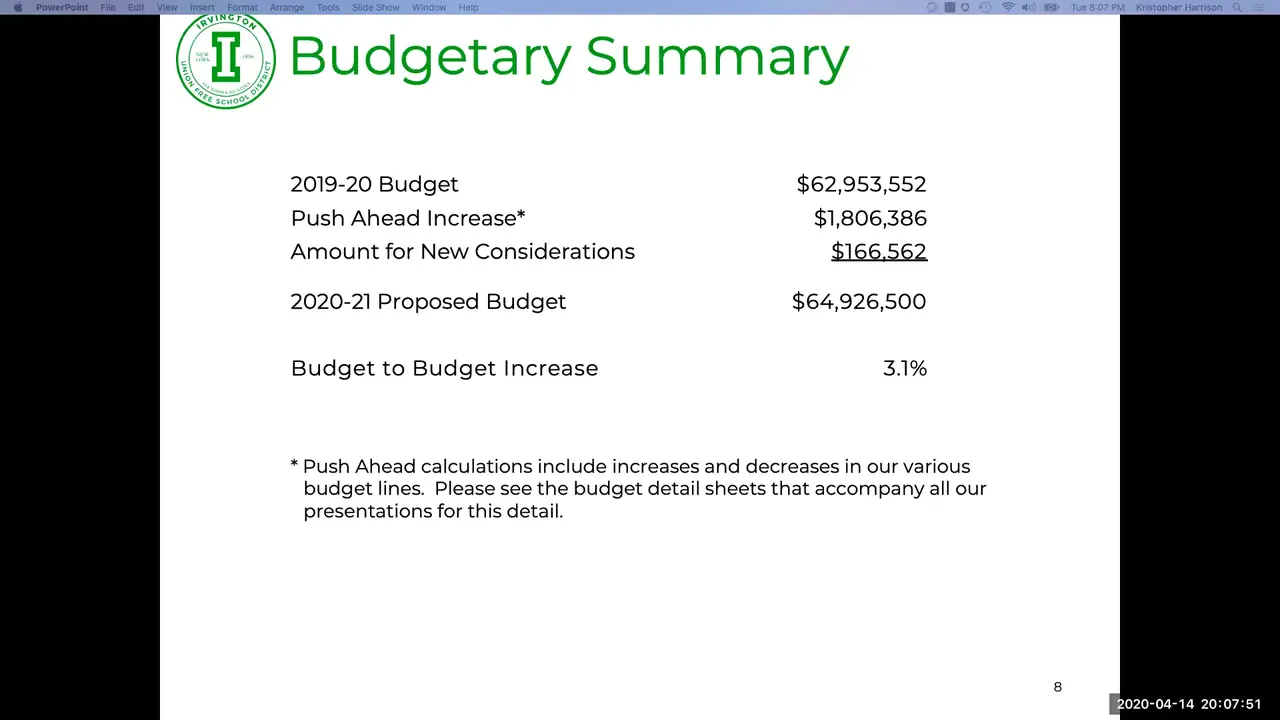 PowerPoint File Edit View Insert Format Arrange Tools Slide Show Window Help Tue 8:07 PM Kristopher Harrison
IRVINGTON
NEW YORK 1956
UNION FREE SCHOOL DISTRICT
Budgetary Summary
2019-20 Budget $62,953,552
Push Ahead Increase* $1,806,386
Amount for New Considerations $166,562
2020-21 Proposed Budget $64,926,500
Budget to Budget Increase 3.1%
* Push Ahead calculations include increases and decreases in our various
budget lines. Please see the budget detail sheets that accompany all our
presentations for this detail.
8
2020-04-14 20:07:51